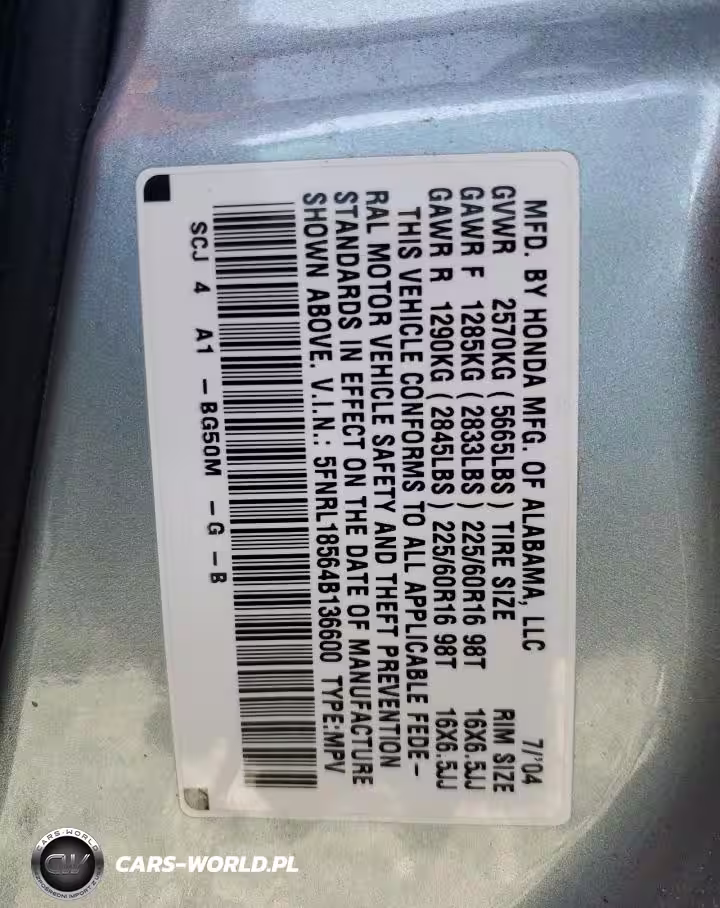 MFD. BY HONDA MFG. OF ALABAMA, LLC 7/'04
GVWR 2570KG ( 5665LBS ) TIRE SIZE RIM SIZE
GAWR F 1285KG ( 2833LBS ) 225/60R16 98T 16X6.5JJ
GAWR R 1290KG ( 2845LBS ) 225/60R16 98T 16X6.5JJ
THIS VEHICLE CONFORMS TO ALL APPLICABLE FEDE-
RAL MOTOR VEHICLE SAFETY AND THEFT PREVENTION
STANDARDS IN EFFECT ON THE DATE OF MANUFACTURE
SHOWN ABOVE. V.I.N.: 5FNRL18564B136600 TYPE:MPV
SCJ 4 A1 - BG50M - G - B
CARS-WORLD
CW
CARS-WORLD.PL